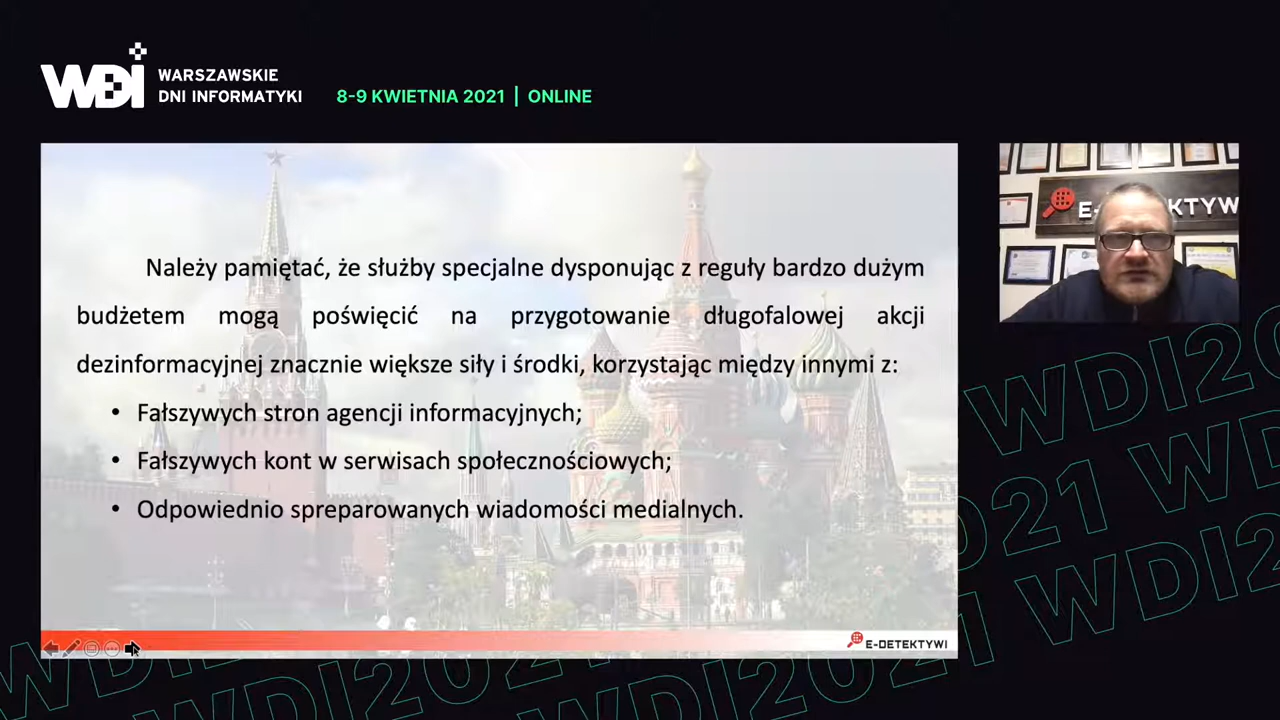 WDI
WARSZAWSKIE
DNI INFORMATYKI
8-9 KWIETNIA 2021 | ONLINE
Należy pamiętać, że służby specjalne dysponując z reguły bardzo dużym
budżetem mogą poświęcić na przygotowanie długofalowej akcji
dezinformacyjnej znacznie większe siły i środki, korzystając między innymi z:
• Fałszywych stron agencji informacyjnych;
• Fałszywych kont w serwisach społecznościowych;
• Odpowiednio spreparowanych wiadomości medialnych.
E-DETEKTYWI
WDI2021
WDI2021
WDI2021